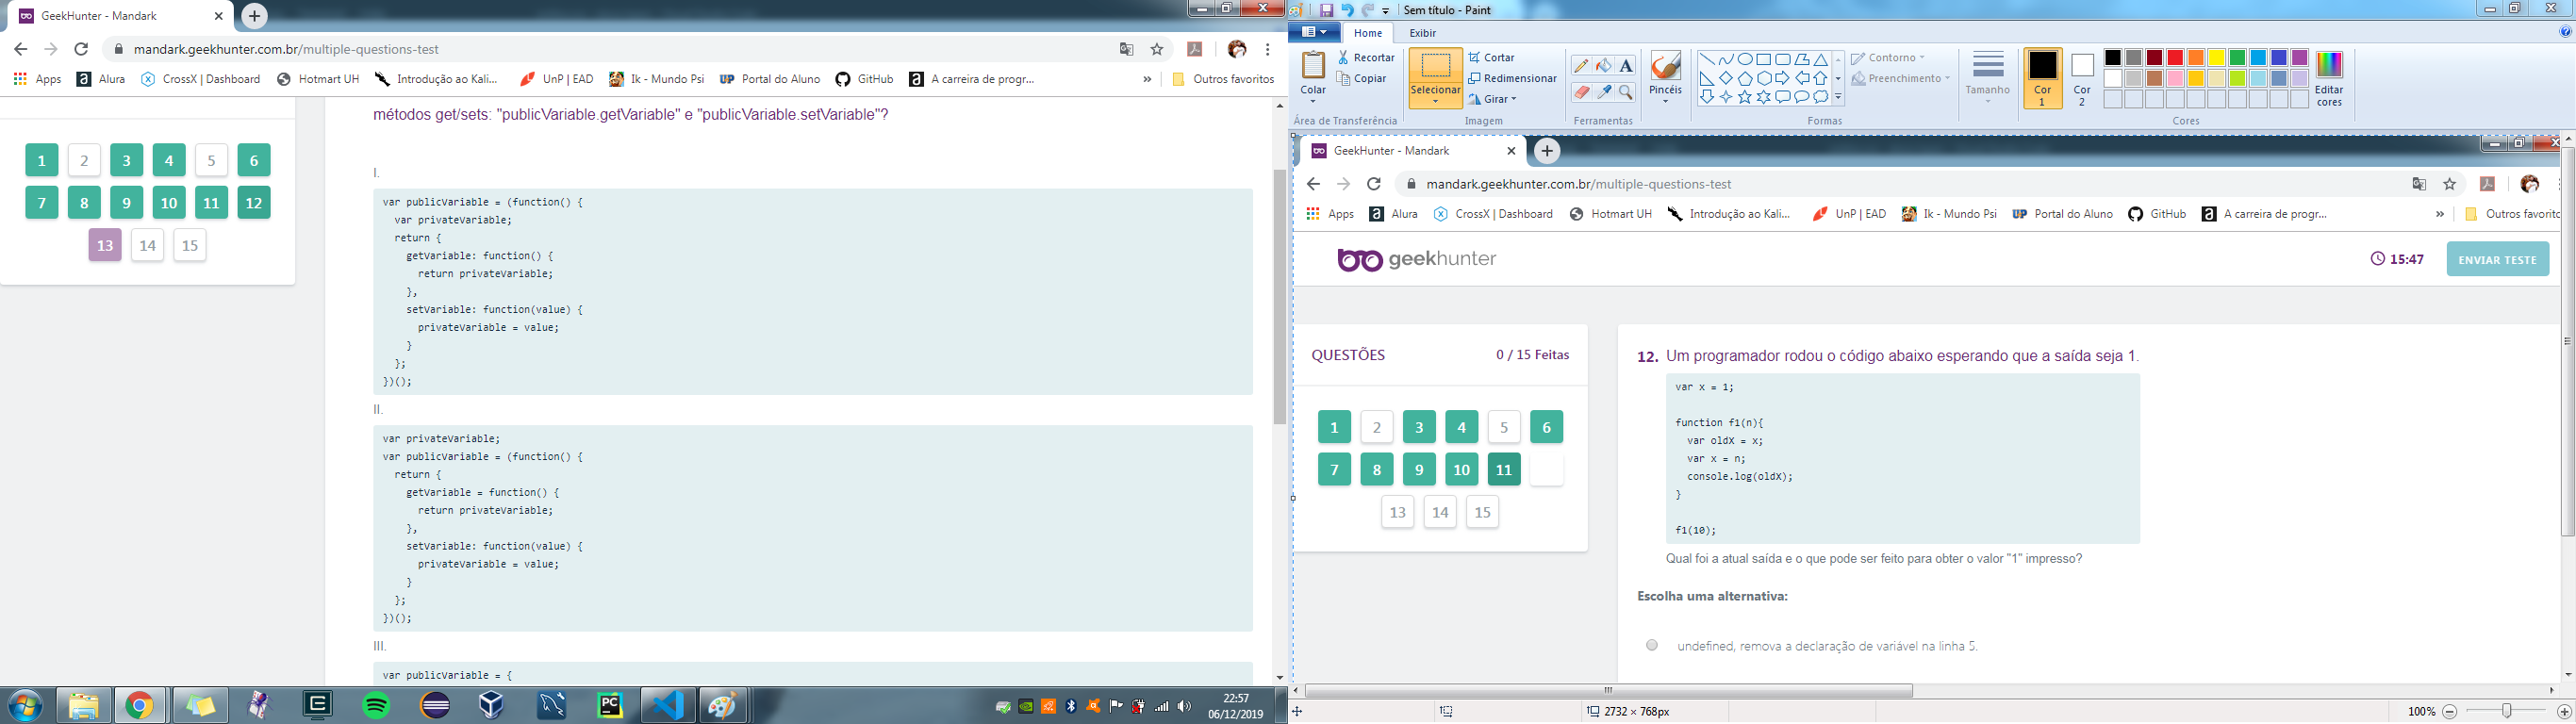 GeekHunter - Mandark
mandark.geekhunter.com.br/multiple-questions-test
Apps
Alura
CrossX | Dashboard
Hotmart UH
Introdução ao Kali...
UnP | EAD
Ik - Mundo Psi
UP Portal do Aluno
GitHub
A carreira de progr...
»
Outros favoritos
métodos get/sets: "publicVariable.getVariable" e "publicVariable.setVariable"?
1 2 3 4 5 6
7 8 9 10 11 12
13 14 15
I.
var publicVariable = (function() {
  var privateVariable;
  return {
    getVariable: function() {
      return privateVariable;
    },
    setVariable: function(value) {
      privateVariable = value;
    }
  };
})();
II.
var privateVariable;
var publicVariable = (function() {
  return {
    getVariable = function() {
      return privateVariable;
    },
    setVariable: function(value) {
      privateVariable = value;
    }
  };
})();
III.
var publicVariable = {
PC
22:57
06/12/2019
Sem título - Paint
Home Exibir
Colar
Recortar
Copiar
Área de Transferência
Selecionar
Cortar
Redimensionar
Girar
Imagem
A
Ferramentas
Pincéis
Contorno
Preenchimento
Formas
Tamanho
Cor
1
Cor
2
Editar
cores
Cores
GeekHunter - Mandark
mandark.geekhunter.com.br/multiple-questions-test
Apps
Alura
CrossX | Dashboard
Hotmart UH
Introdução ao Kali...
UnP | EAD
Ik - Mundo Psi
UP Portal do Aluno
GitHub
A carreira de progr...
»
Outros favoritc
geekhunter
15:47
ENVIAR TESTE
QUESTÕES
0 / 15 Feitas
1 2 3 4 5 6
7 8 9 10 11
13 14 15
12. Um programador rodou o código abaixo esperando que a saída seja 1.
var x = 1;
function f1(n){
  var oldX = x;
  var x = n;
  console.log(oldX);
}
f1(10);
Qual foi a atual saída e o que pode ser feito para obter o valor "1" impresso?
Escolha uma alternativa:
undefined, remova a declaração de variável na linha 5.
2732 × 768px
100%